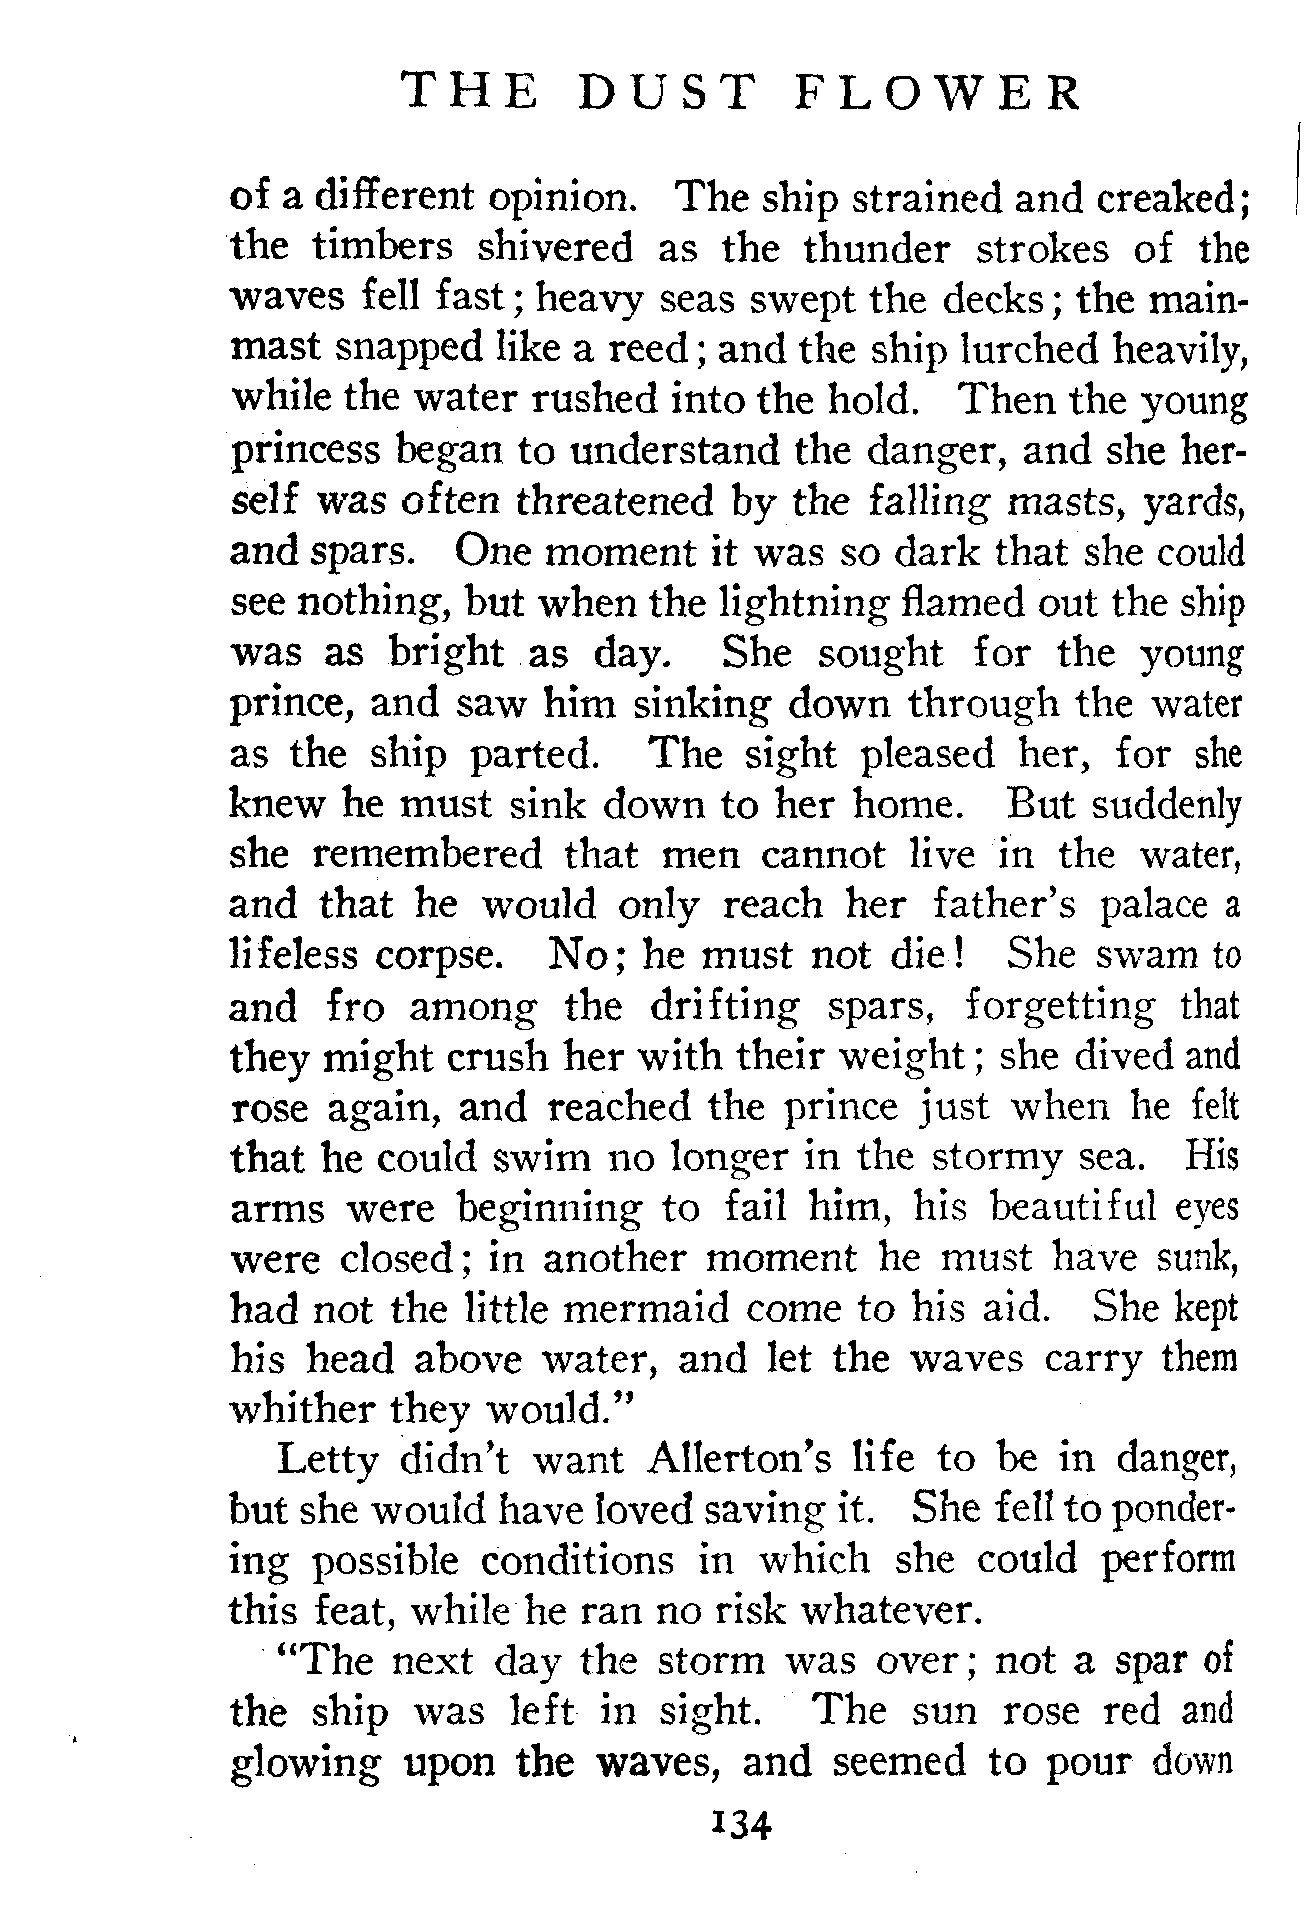 THE DUST FLOWER
of a different opinion. The ship strained and creaked;
the timbers shivered as the thunder strokes of the
waves fell fast; heavy seas swept the decks; the main-
mast snapped like a reed; and the ship lurched heavily,
while the water rushed into the hold. Then the young
princess began to understand the danger, and she her-
self was often threatened by the falling masts, yards,
and spars. One moment it was so dark that she could
see nothing, but when the lightning flamed out the ship
was as bright as day. She sought for the young
prince, and saw him sinking down through the water
as the ship parted. The sight pleased her, for she
knew he must sink down to her home. But suddenly
she remembered that men cannot live in the water,
and that he would only reach her father's palace a
lifeless corpse. No; he must not die! She swam to
and fro among the drifting spars, forgetting that
they might crush her with their weight; she dived and
rose again, and reached the prince just when he felt
that he could swim no longer in the stormy sea. His
arms were beginning to fail him, his beautiful eyes
were closed; in another moment he must have sunk,
had not the little mermaid come to his aid. She kept
his head above water, and let the waves carry them
whither they would."
Letty didn't want Allerton's life to be in danger,
but she would have loved saving it. She fell to ponder-
ing possible conditions in which she could perform
this feat, while he ran no risk whatever.
"The next day the storm was over; not a spar of
the ship was left in sight. The sun rose red and
glowing upon the waves, and seemed to pour down
134